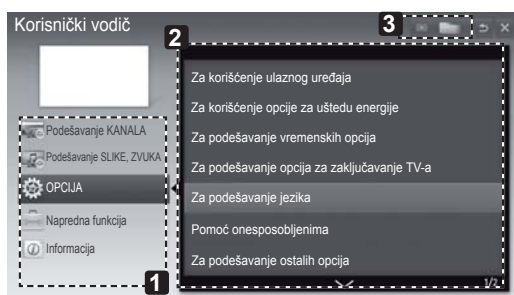 Korisnički vodič
2
3
Podešavanje KANALA
Podešavanje SLIKE, ZVUKA
OPCIJA
Napredna funkcija
Informacija
1
Za korišćenje ulaznog uređaja
Za korišćenje opcije za uštedu energije
Za podešavanje vremenskih opcija
Za podešavanje opcija za zaključavanje TV-a
Za podešavanje jezika
Pomoć onesposobljenima
Za podešavanje ostalih opcija
1/2